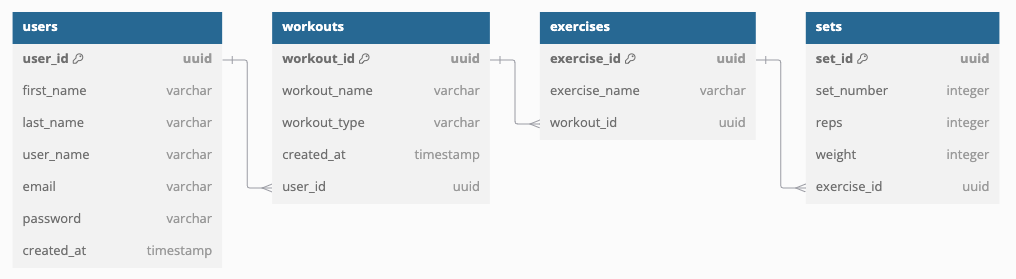 users
user_id uuid
first_name varchar
last_name varchar
user_name varchar
email varchar
password varchar
created_at timestamp
workouts
workout_id uuid
workout_name varchar
workout_type varchar
created_at timestamp
user_id uuid
exercises
exercise_id uuid
exercise_name varchar
workout_id uuid
sets
set_id uuid
set_number integer
reps integer
weight integer
exercise_id uuid